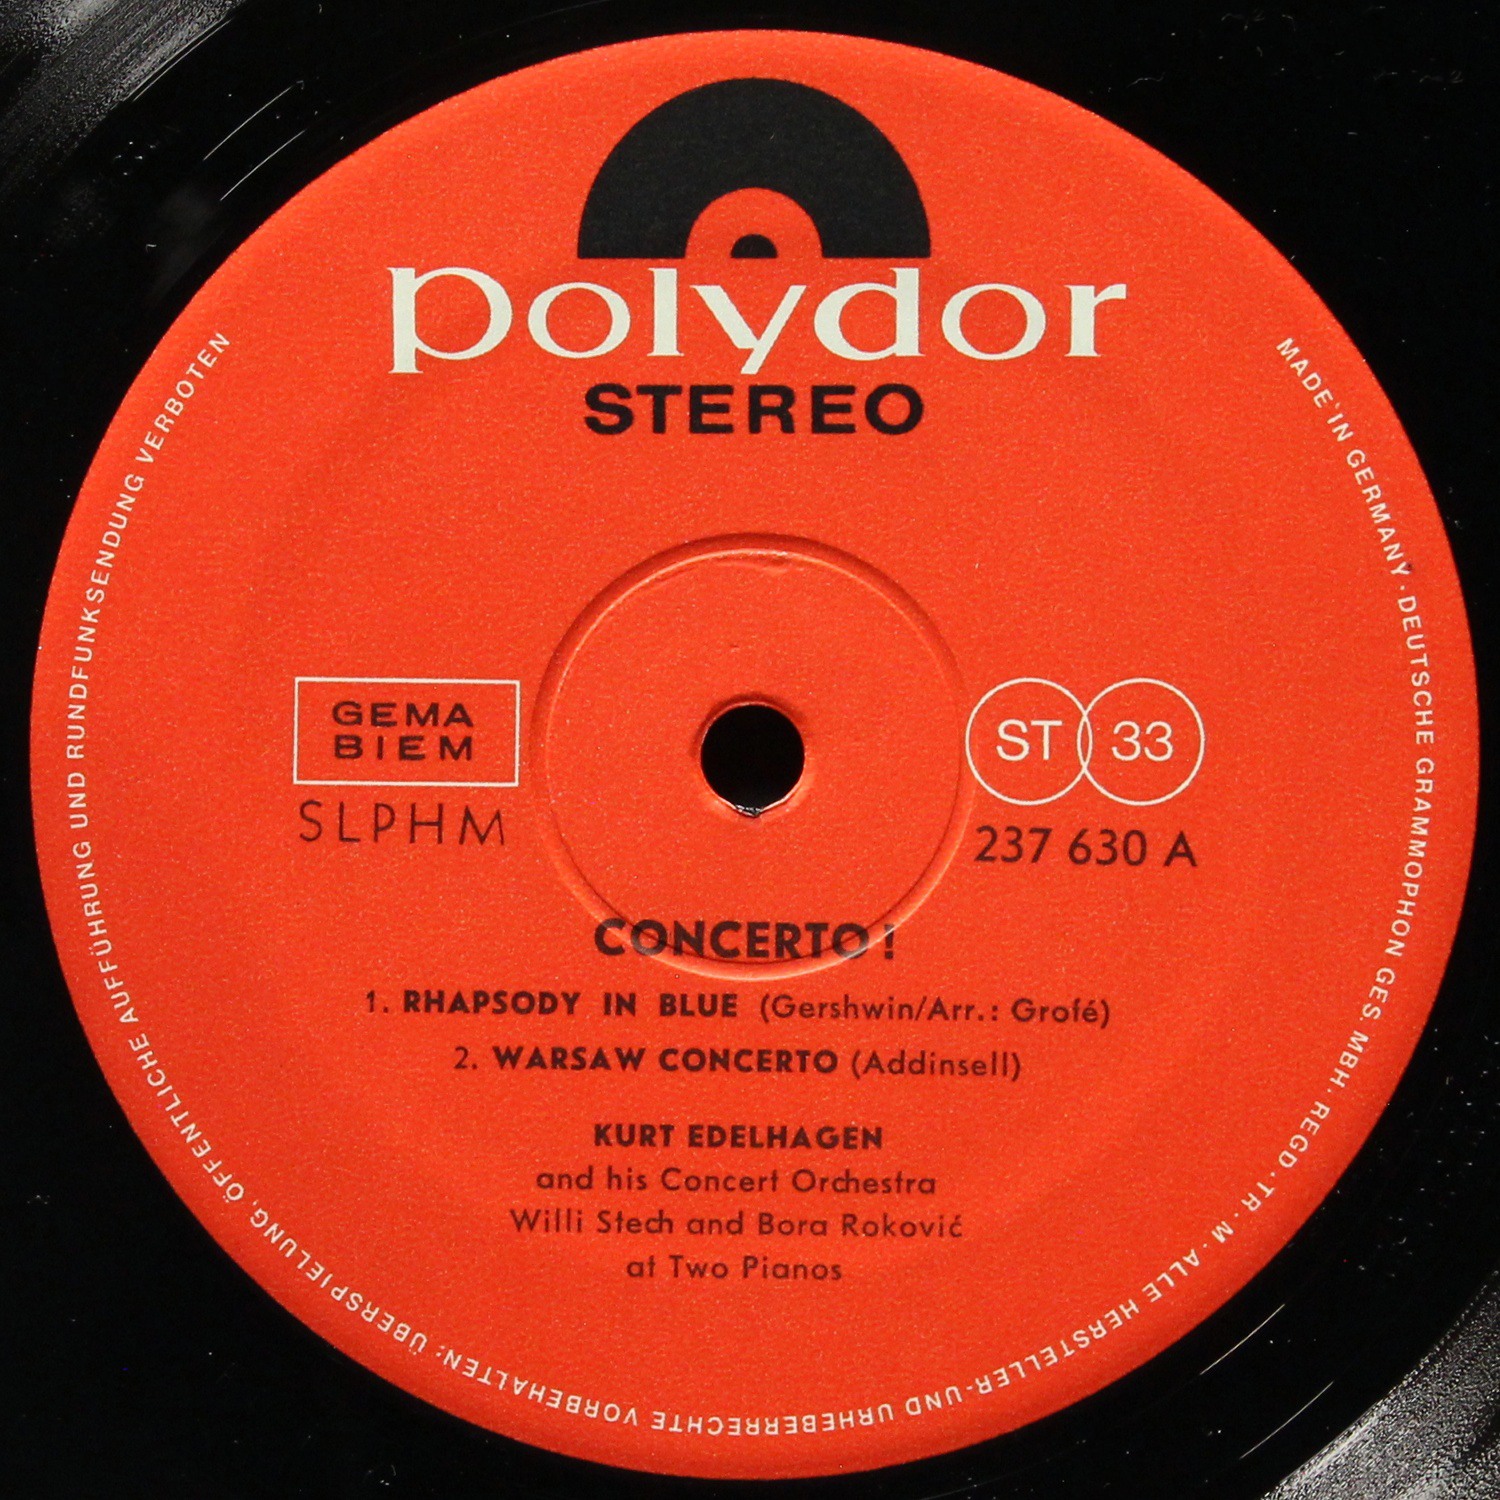 polydor
STEREO
GEMA
BIEM
SLPHM
ST 33
237 630 A
CONCERTO!
1. RHAPSODY IN BLUE (Gershwin/Arr.: Grofé)
2. WARSAW CONCERTO (Addinsell)
KURT EDELHAGEN
and his Concert Orchestra
Willi Stech and Bora Roković
at Two Pianos
MADE IN GERMANY · DEUTSCHE GRAMMOPHON GES. MBH. REGD. TR. M. · ALLE HERSTELLER-UND URHEBERRECHTE VORBEHALTEN: ÜBERSPIELUNG, ÖFFENTLICHE AUFFÜHRUNG UND RUNDFUNKSENDUNG VERBOTEN